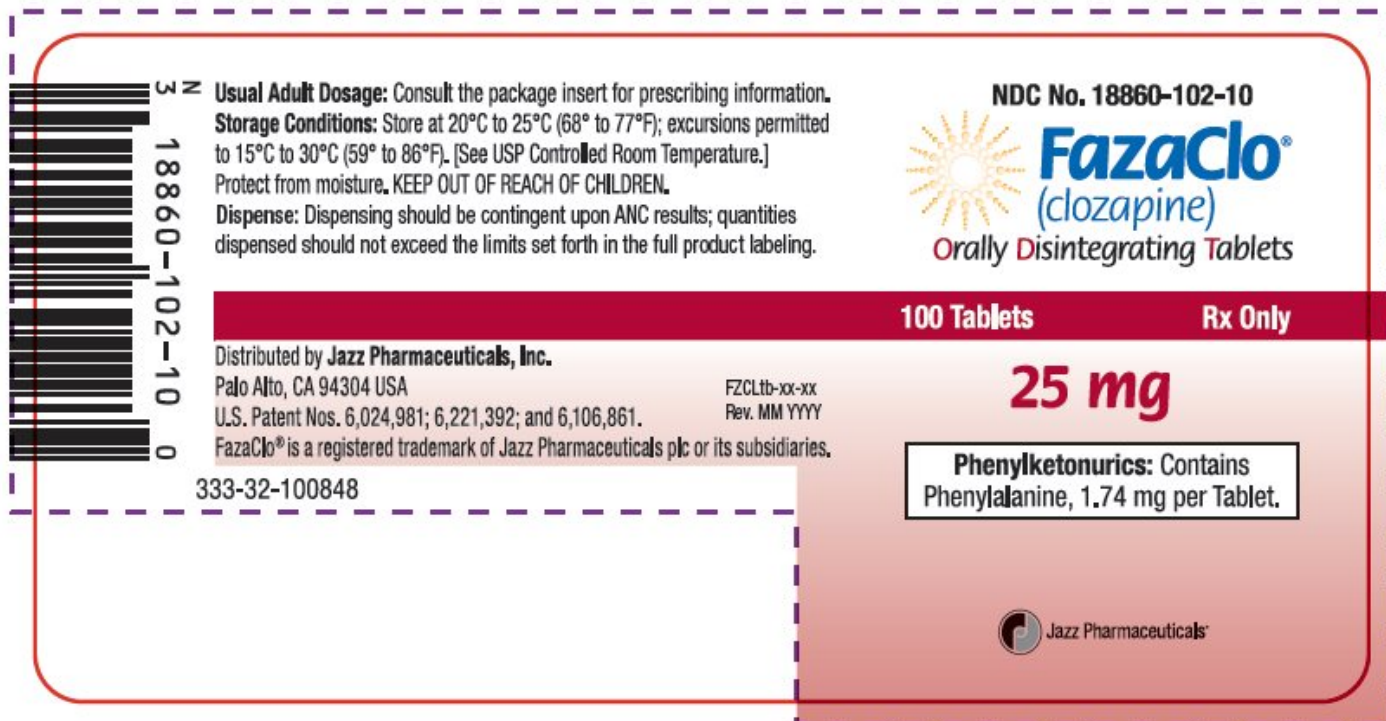 N
3 18860-102-10 0
Usual Adult Dosage: Consult the package insert for prescribing information.
Storage Conditions: Store at 20°C to 25°C (68° to 77°F); excursions permitted
to 15°C to 30°C (59° to 86°F). [See USP Controlled Room Temperature.]
Protect from moisture. KEEP OUT OF REACH OF CHILDREN.
Dispense: Dispensing should be contingent upon ANC results; quantities
dispensed should not exceed the limits set forth in the full product labeling.
Distributed by Jazz Pharmaceuticals, Inc.
Palo Alto, CA 94304 USA
U.S. Patent Nos. 6,024,981; 6,221,392; and 6,106,861.
FazaClo® is a registered trademark of Jazz Pharmaceuticals plc or its subsidiaries.
FZCLtb-xx-xx
Rev. MM YYYY
333-32-100848
NDC No. 18860-102-10
FazaClo®
(clozapine)
Orally Disintegrating Tablets
100 Tablets Rx Only
25 mg
Phenylketonurics: Contains
Phenylalanine, 1.74 mg per Tablet.
Jazz Pharmaceuticals